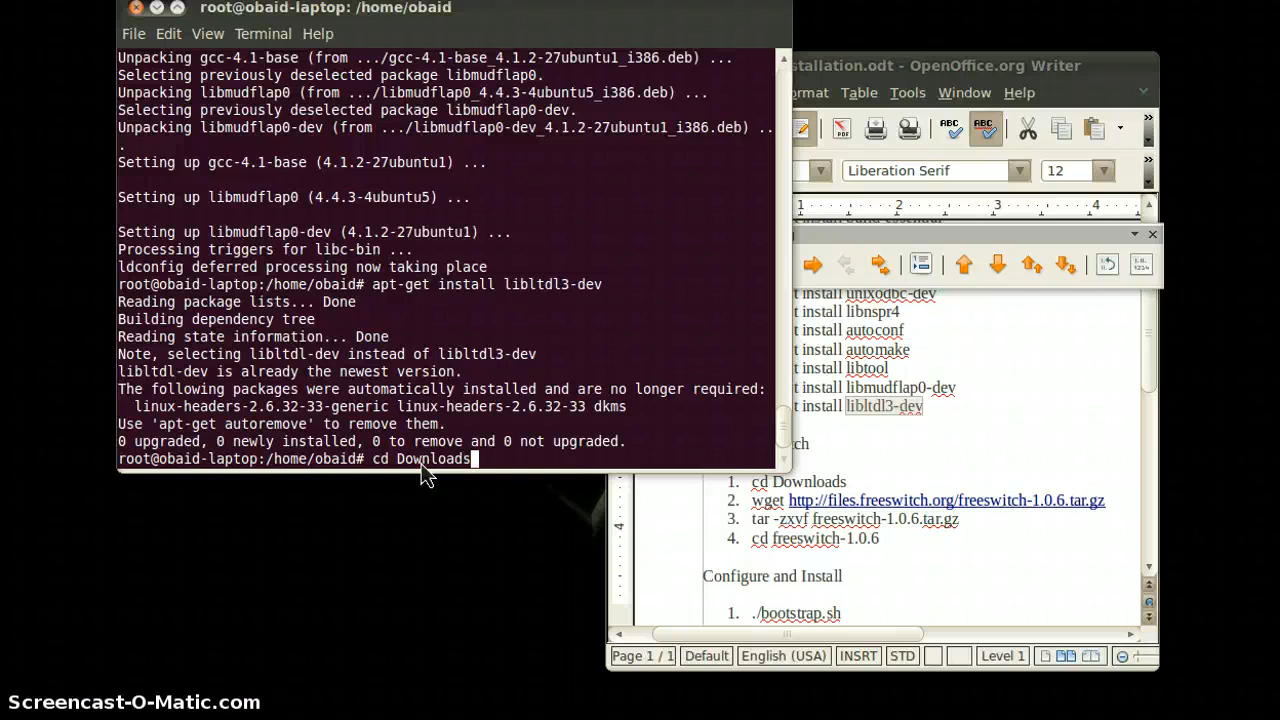 root@obaid-laptop: /home/obaid
File Edit View Terminal Help
Unpacking gcc-4.1-base (from .../gcc-4.1-base_4.1.2-27ubuntu1_i386.deb) ...
Selecting previously deselected package libmudflap0.
Unpacking libmudflap0 (from .../libmudflap0_4.4.3-4ubuntu5_i386.deb) ...
Selecting previously deselected package libmudflap0-dev.
Unpacking libmudflap0-dev (from .../libmudflap0-dev_4.1.2-27ubuntu1_i386.deb) ..
.
Setting up gcc-4.1-base (4.1.2-27ubuntu1) ...
Setting up libmudflap0 (4.4.3-4ubuntu5) ...
Setting up libmudflap0-dev (4.1.2-27ubuntu1) ...
Processing triggers for libc-bin ...
ldconfig deferred processing now taking place
root@obaid-laptop:/home/obaid# apt-get install libltdl3-dev
Reading package lists... Done
Building dependency tree
Reading state information... Done
Note, selecting libltdl-dev instead of libltdl3-dev
libltdl-dev is already the newest version.
The following packages were automatically installed and are no longer required:
linux-headers-2.6.32-33-generic linux-headers-2.6.32-33 dkms
Use 'apt-get autoremove' to remove them.
0 upgraded, 0 newly installed, 0 to remove and 0 not upgraded.
root@obaid-laptop:/home/obaid# cd Downloads
stallation.odt - OpenOffice.org Writer
ormat Table Tools Window Help
Liberation Serif 12
1 2 3 4
t install build-essential
t install unixodbc-dev
t install libnspr4
t install autoconf
t install automake
t install libtool
t install libmudflap0-dev
t install libltdl3-dev
tch
1. cd Downloads
2. wget http://files.freeswitch.org/freeswitch-1.0.6.tar.gz
3. tar -zxvf freeswitch-1.0.6.tar.gz
4. cd freeswitch-1.0.6
Configure and Install
1. ./bootstrap.sh
4
Page 1 / 1 Default English (USA) INSRT STD Level 1
Screencast-O-Matic.com